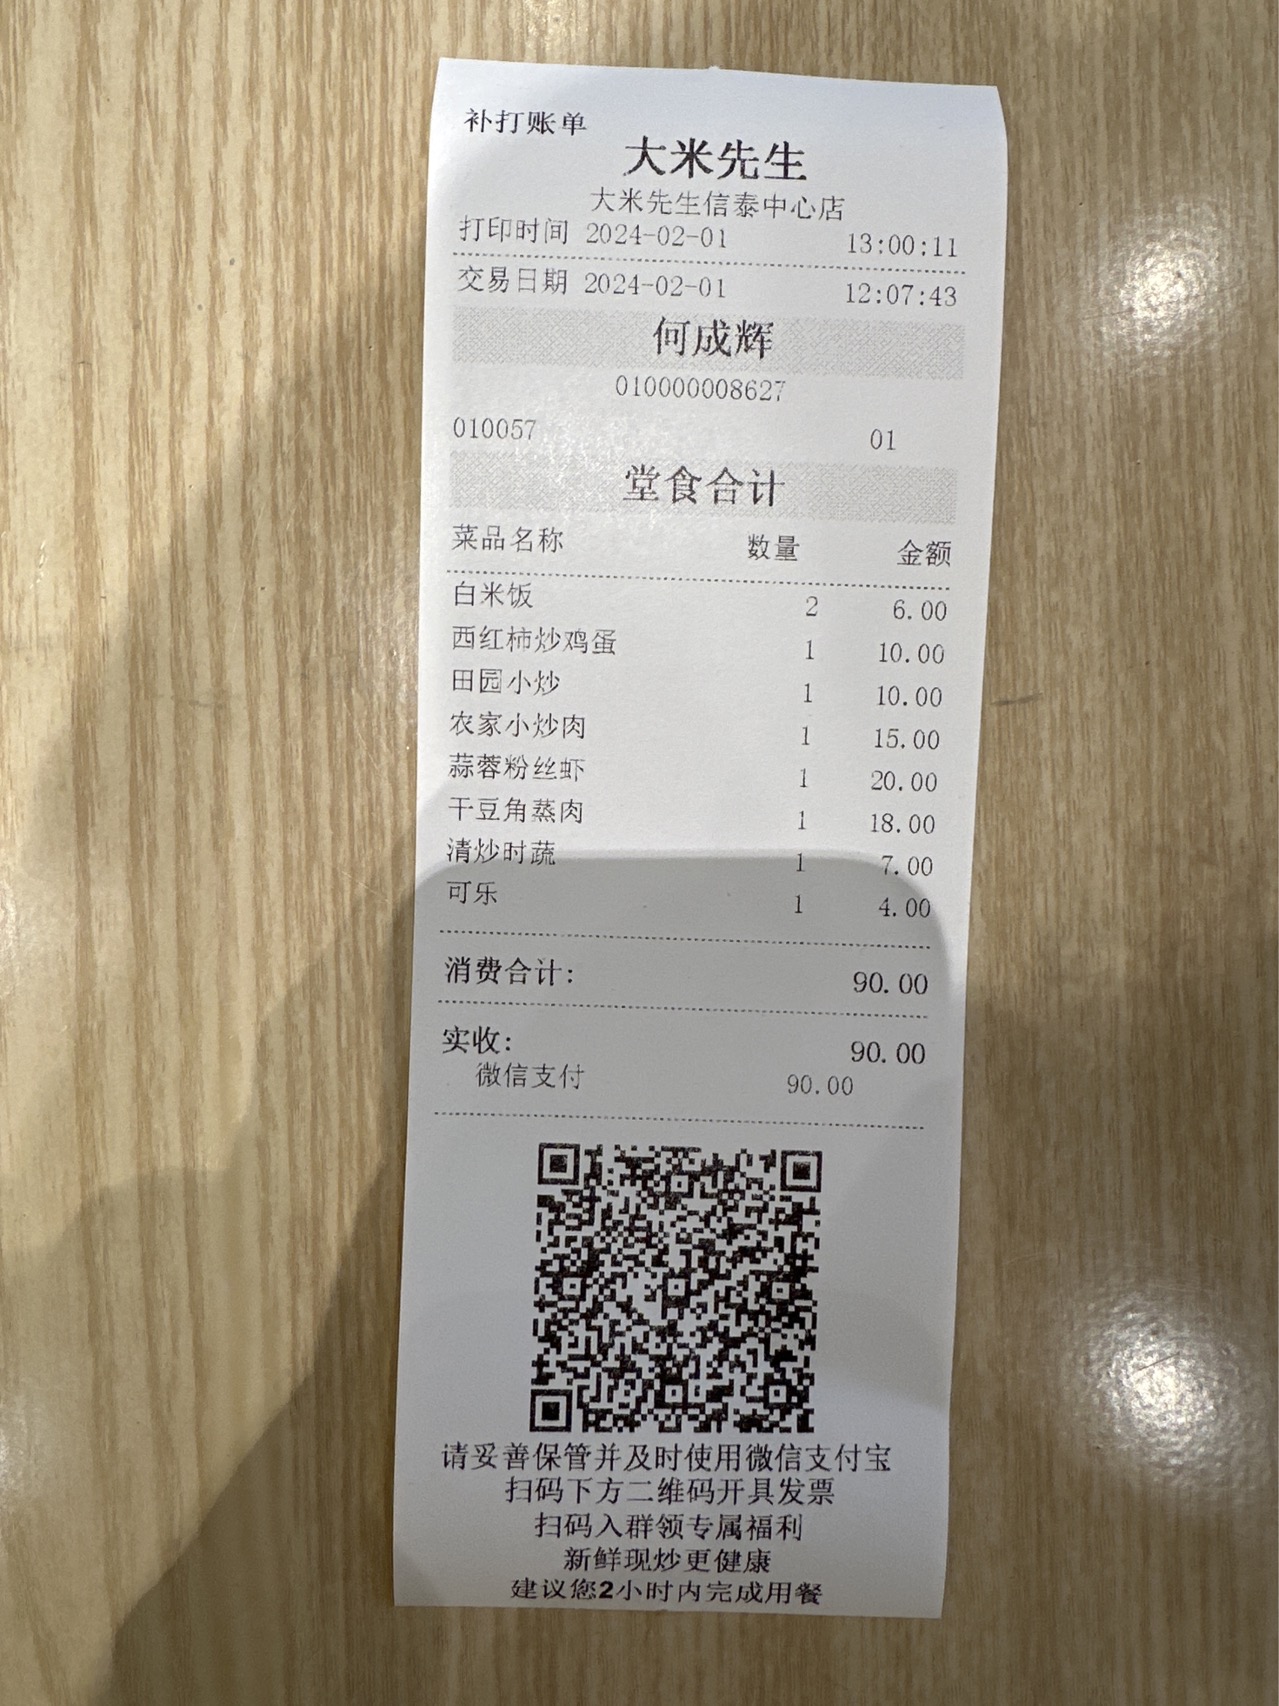 补打账单
大米先生
大米先生信泰中心店
打印时间 2024-02-01 13:00:11
交易日期 2024-02-01 12:07:43
何成辉
010000008627
010057 01
堂食合计
菜品名称 数量 金额
白米饭 2 6.00
西红柿炒鸡蛋 1 10.00
田园小炒 1 10.00
农家小炒肉 1 15.00
蒜蓉粉丝虾 1 20.00
干豆角蒸肉 1 18.00
清炒时蔬 1 7.00
可乐 1 4.00
消费合计: 90.00
实收: 90.00
微信支付 90.00
请妥善保管并及时使用微信支付宝
扫码下方二维码开具发票
扫码入群领专属福利
新鲜现炒更健康
建议您2小时内完成用餐